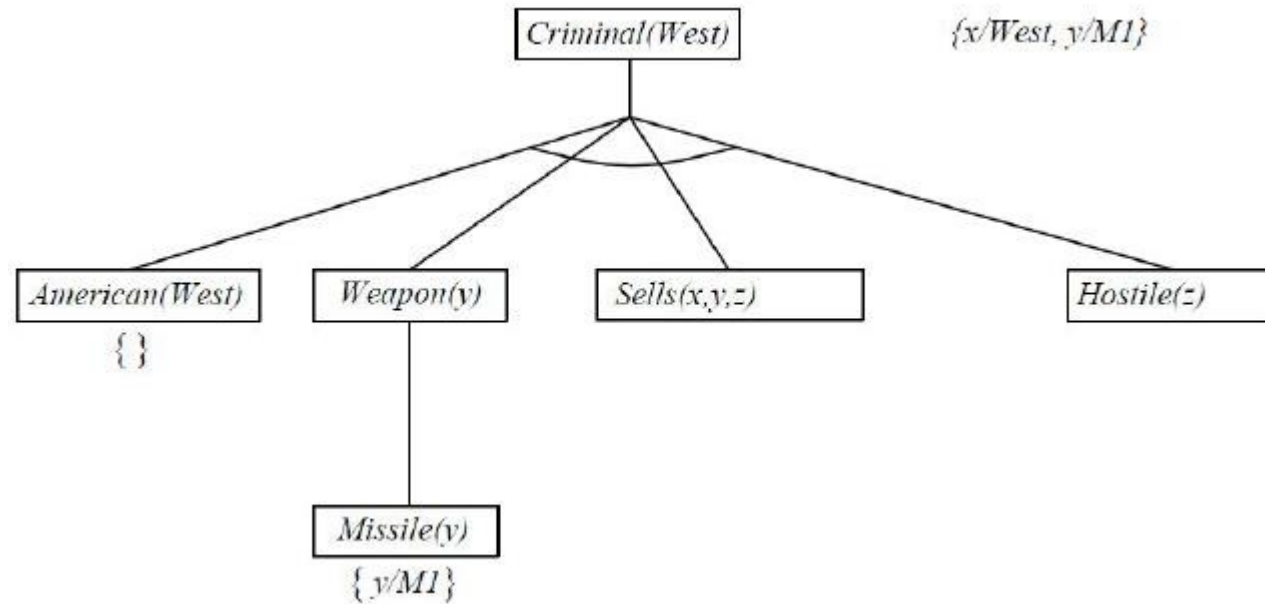 Criminal(West)
{x/West, y/M1}
American(West)
Weapon(y)
Sells(x,y,z)
Hostile(z)
{ }
Missile(y)
{ y/M1}